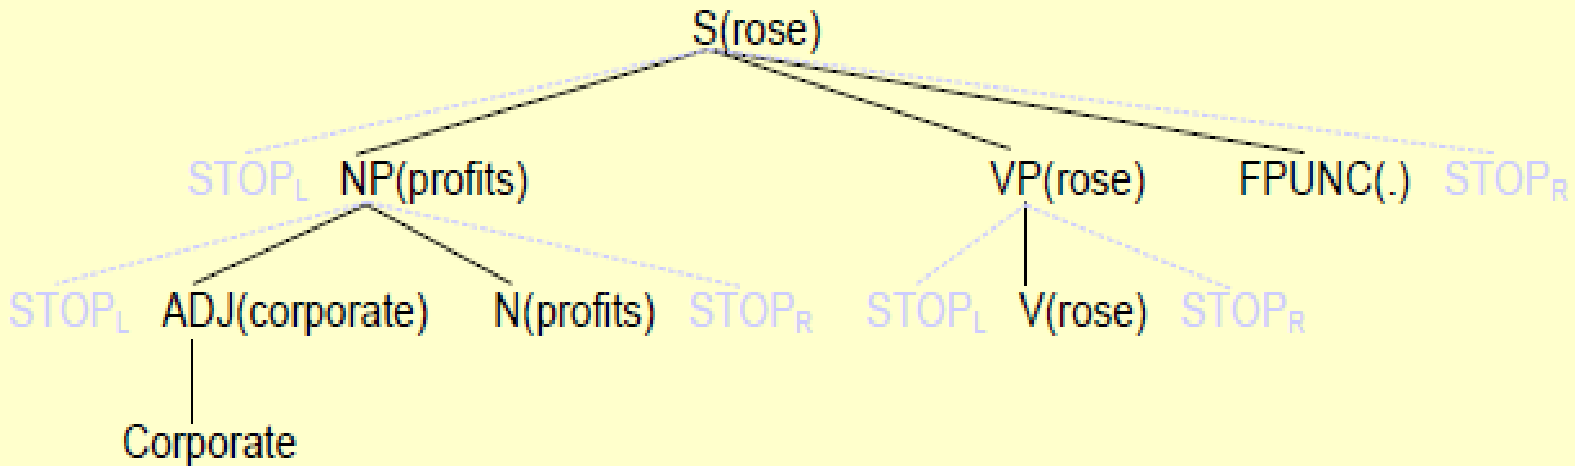 S(rose)
STOPL NP(profits) VP(rose) FPUNC(.) STOPR
STOPL ADJ(corporate) N(profits) STOPR STOPL V(rose) STOPR
Corporate